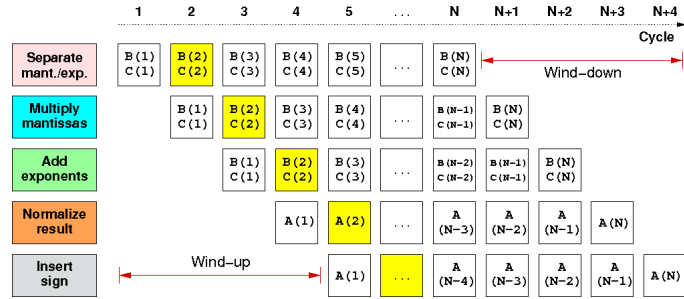 1 2 3 4 5 ... N N+1 N+2 N+3 N+4
Cycle
Separate mant./exp.
B(1) C(1)
B(2) C(2)
B(3) C(3)
B(4) C(4)
B(5) C(5)
...
B(N) C(N)
Wind-down
Multiply mantissas
B(1) C(1)
B(2) C(2)
B(3) C(3)
B(4) C(4)
...
B(N-1) C(N-1)
B(N) C(N)
Add exponents
B(1) C(1)
B(2) C(2)
B(3) C(3)
...
B(N-2) C(N-2)
B(N-1) C(N-1)
B(N) C(N)
Normalize result
A(1)
A(2)
...
A (N-3)
A (N-2)
A (N-1)
A(N)
Insert sign
Wind-up
A(1)
...
A (N-4)
A (N-3)
A (N-2)
A (N-1)
A(N)